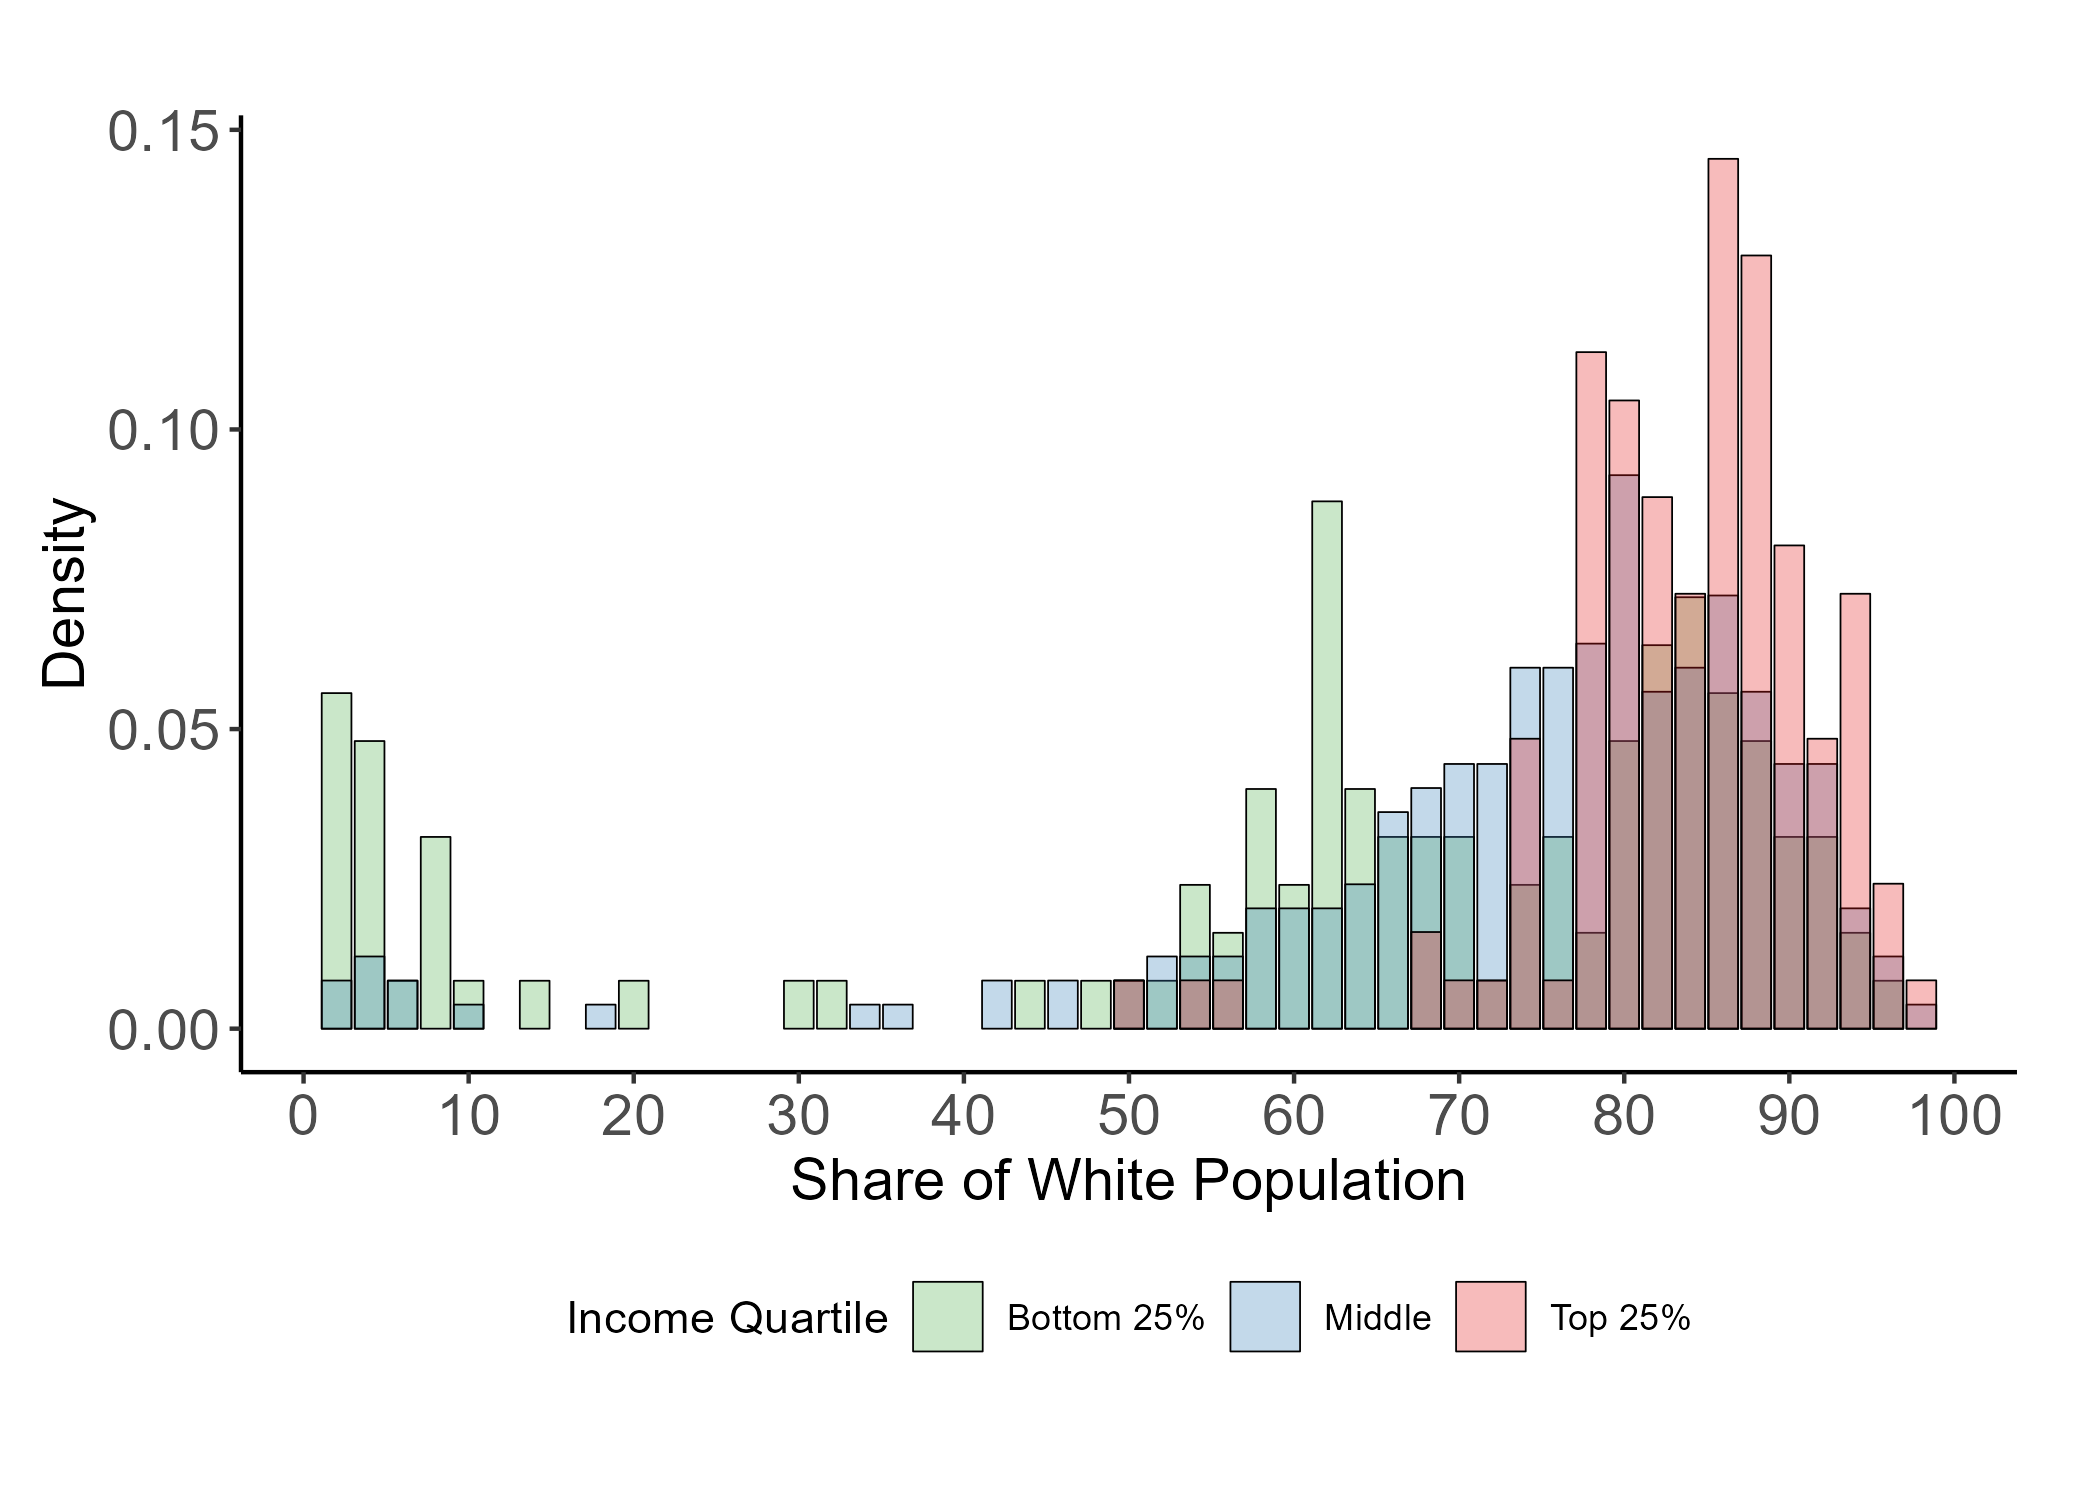 0.15
0.10
0.05
0.00
Density
0 10 20 30 40 50 60 70 80 90 100
Share of White Population
Income Quartile Bottom 25% Middle Top 25%